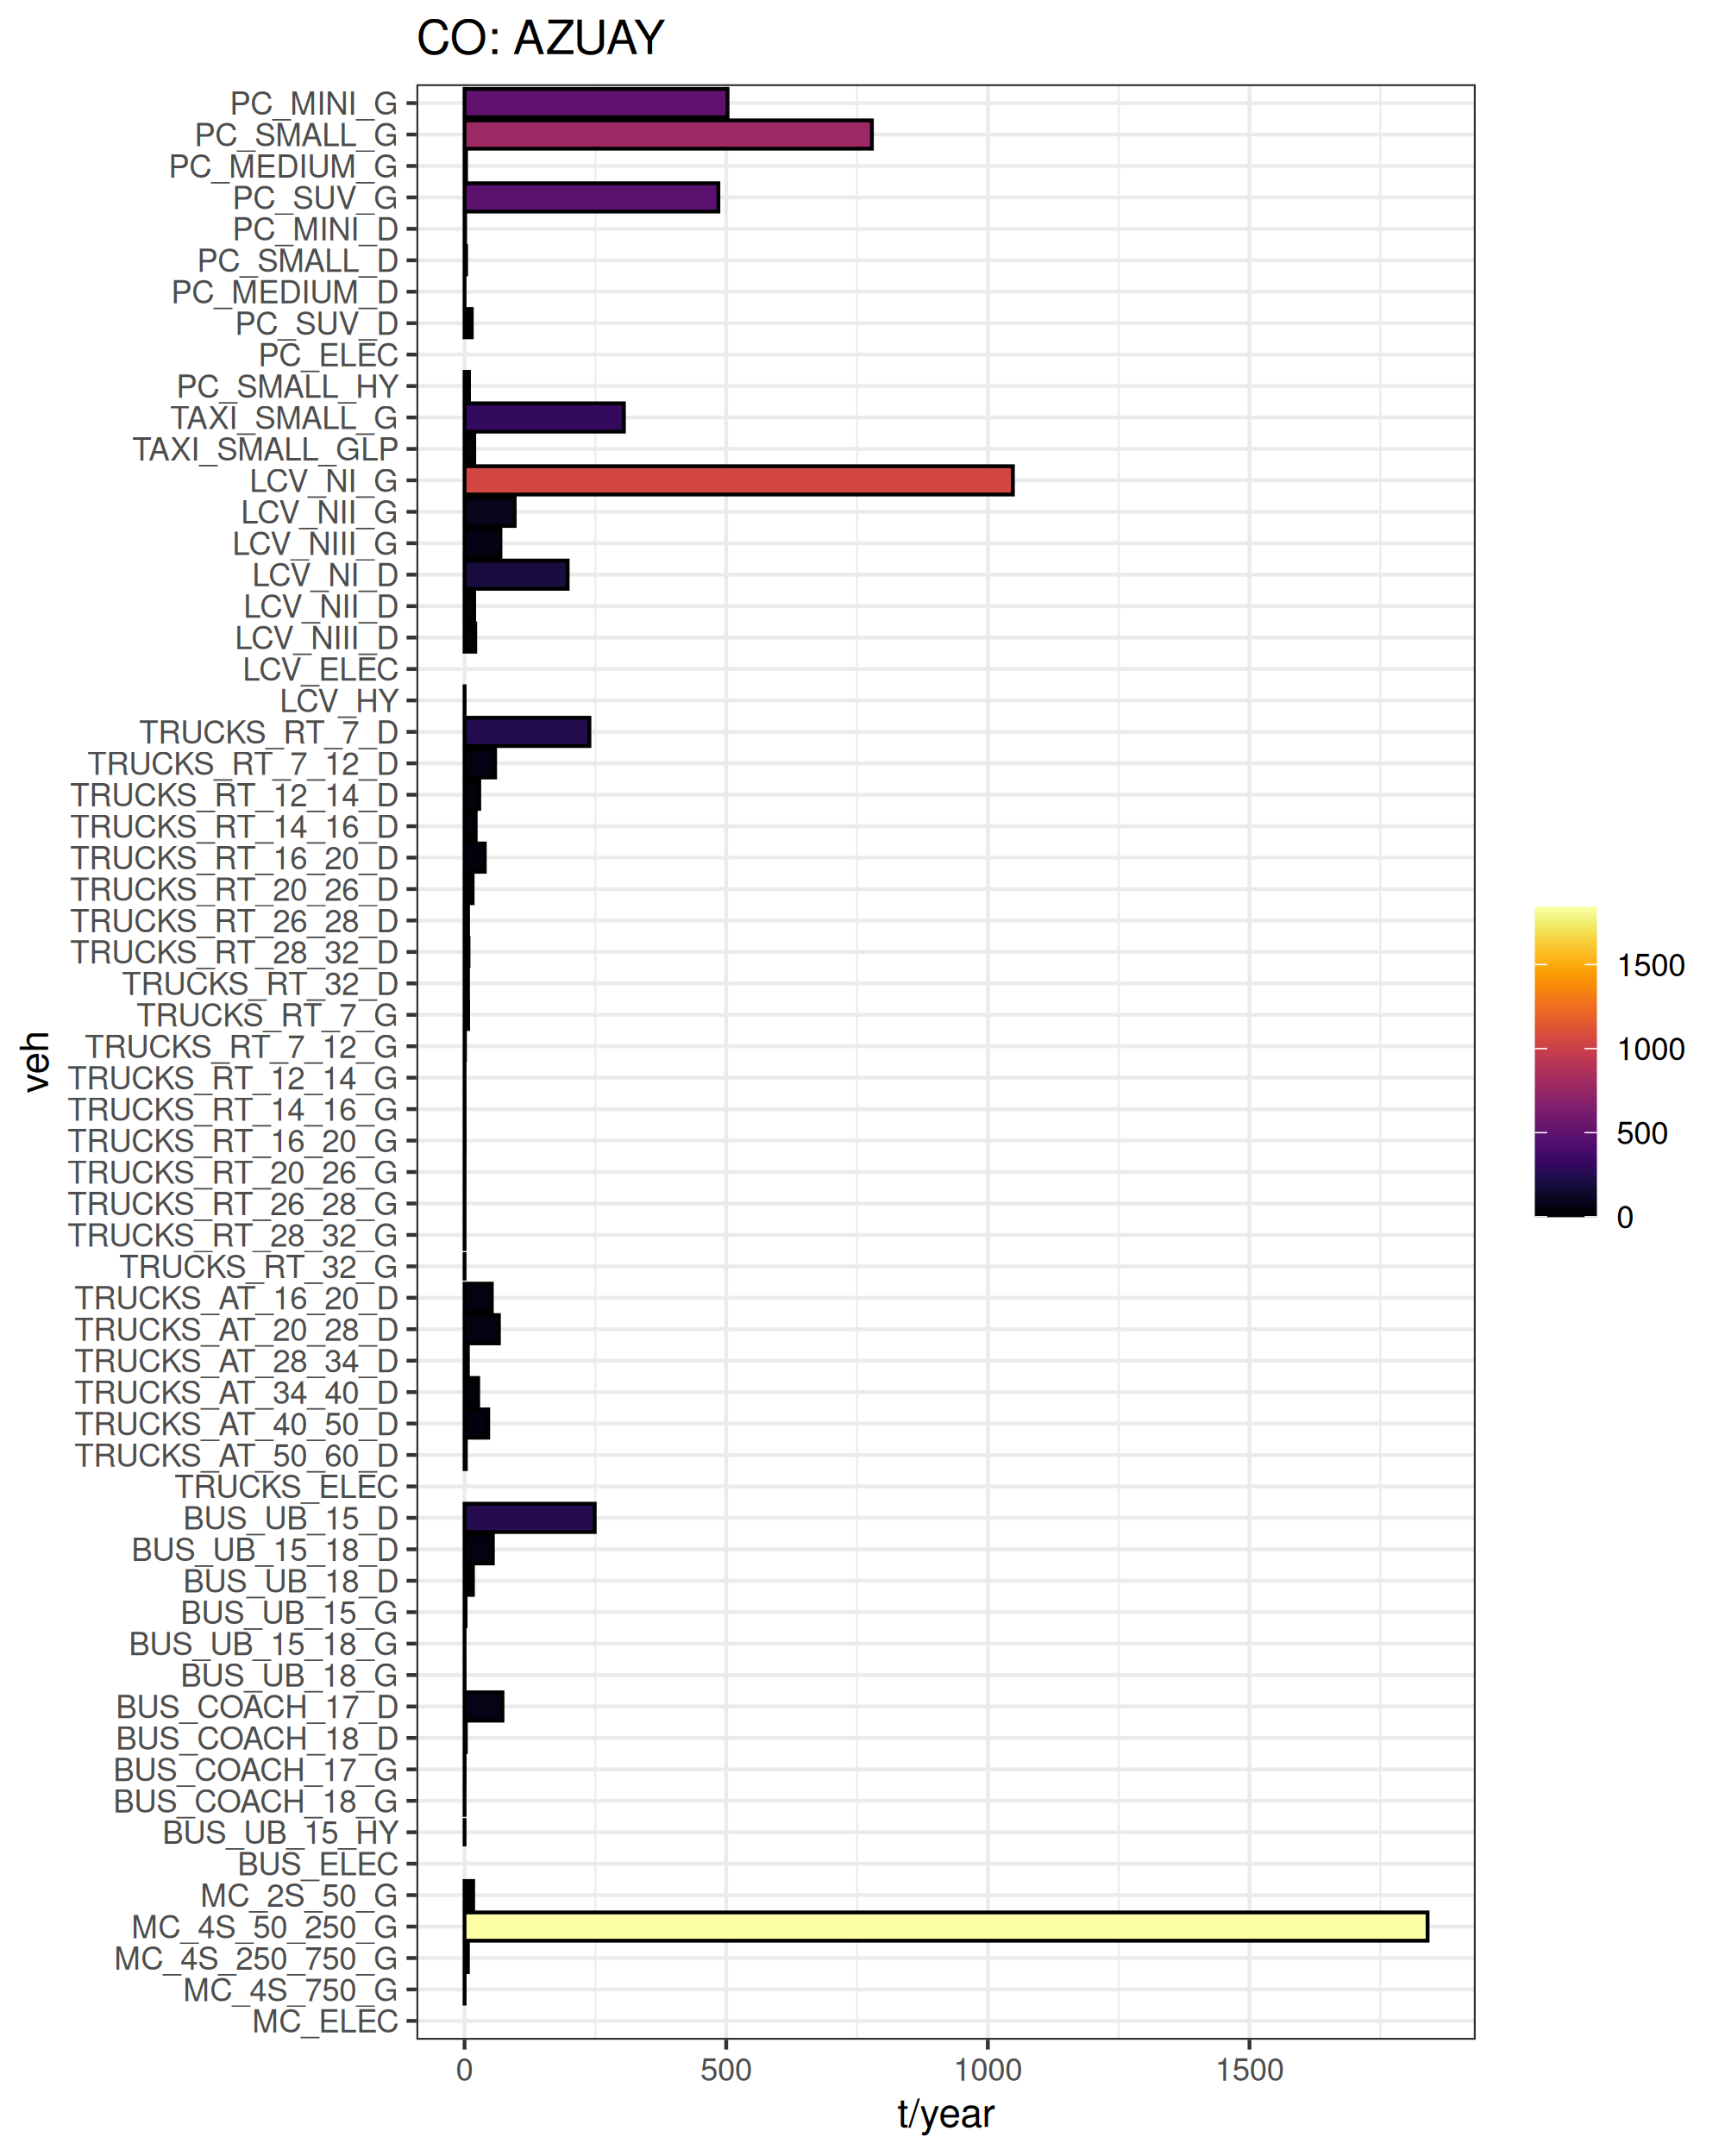 CO: AZUAY
PC_MINI_G
PC_SMALL_G
PC_MEDIUM_G
PC_SUV_G
PC_MINI_D
PC_SMALL_D
PC_MEDIUM_D
PC_SUV_D
PC_ELEC
PC_SMALL_HY
TAXI_SMALL_G
TAXI_SMALL_GLP
LCV_NI_G
LCV_NII_G
LCV_NIII_G
LCV_NI_D
LCV_NII_D
LCV_NIII_D
LCV_ELEC
LCV_HY
TRUCKS_RT_7_D
TRUCKS_RT_7_12_D
TRUCKS_RT_12_14_D
TRUCKS_RT_14_16_D
TRUCKS_RT_16_20_D
TRUCKS_RT_20_26_D
TRUCKS_RT_26_28_D
TRUCKS_RT_28_32_D
TRUCKS_RT_32_D
TRUCKS_RT_7_G
TRUCKS_RT_7_12_G
TRUCKS_RT_12_14_G
TRUCKS_RT_14_16_G
TRUCKS_RT_16_20_G
TRUCKS_RT_20_26_G
TRUCKS_RT_26_28_G
TRUCKS_RT_28_32_G
TRUCKS_RT_32_G
TRUCKS_AT_16_20_D
TRUCKS_AT_20_28_D
TRUCKS_AT_28_34_D
TRUCKS_AT_34_40_D
TRUCKS_AT_40_50_D
TRUCKS_AT_50_60_D
TRUCKS_ELEC
BUS_UB_15_D
BUS_UB_15_18_D
BUS_UB_18_D
BUS_UB_15_G
BUS_UB_15_18_G
BUS_UB_18_G
BUS_COACH_17_D
BUS_COACH_18_D
BUS_COACH_17_G
BUS_COACH_18_G
BUS_UB_15_HY
BUS_ELEC
MC_2S_50_G
MC_4S_50_250_G
MC_4S_250_750_G
MC_4S_750_G
MC_ELEC
veh
0 500 1000 1500
t/year
1500
1000
500
0